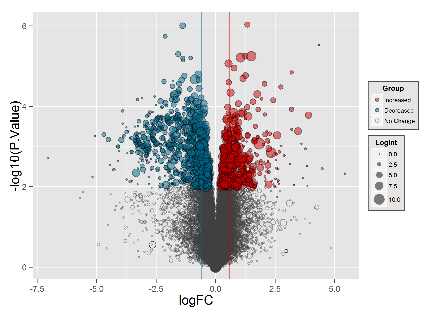 6
4
2
0
-log10(P.Value)
-7.5 -5.0 -2.5 0.0 2.5 5.0
logFC
Group
Increased
Decreased
No Change
LogInt
0.0
2.5
5.0
7.5
10.0